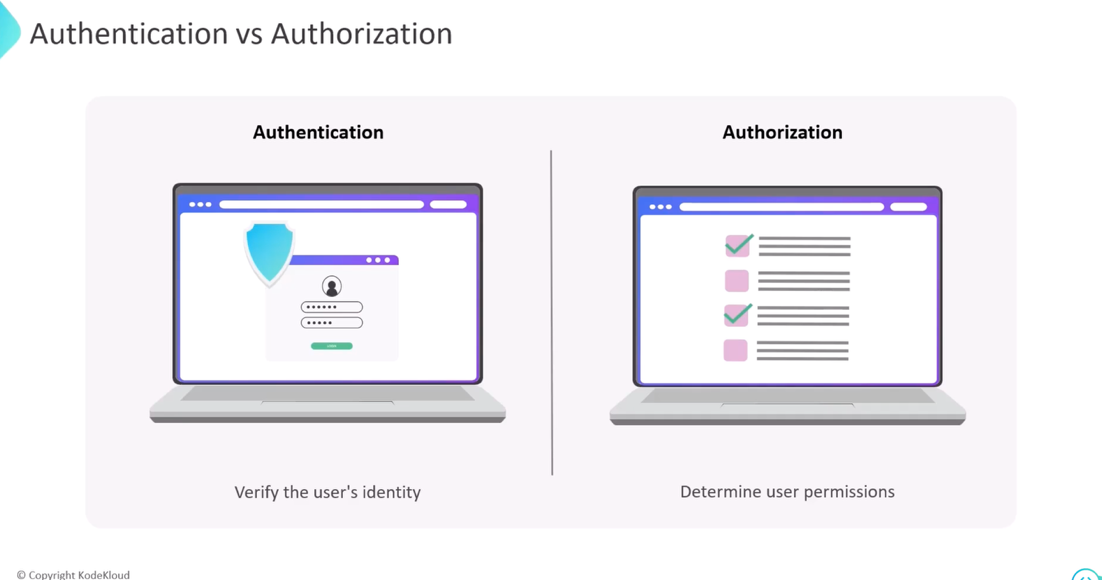 Authentication vs Authorization
Authentication
Authorization
Verify the user's identity
Determine user permissions
© Copyright KodeKloud